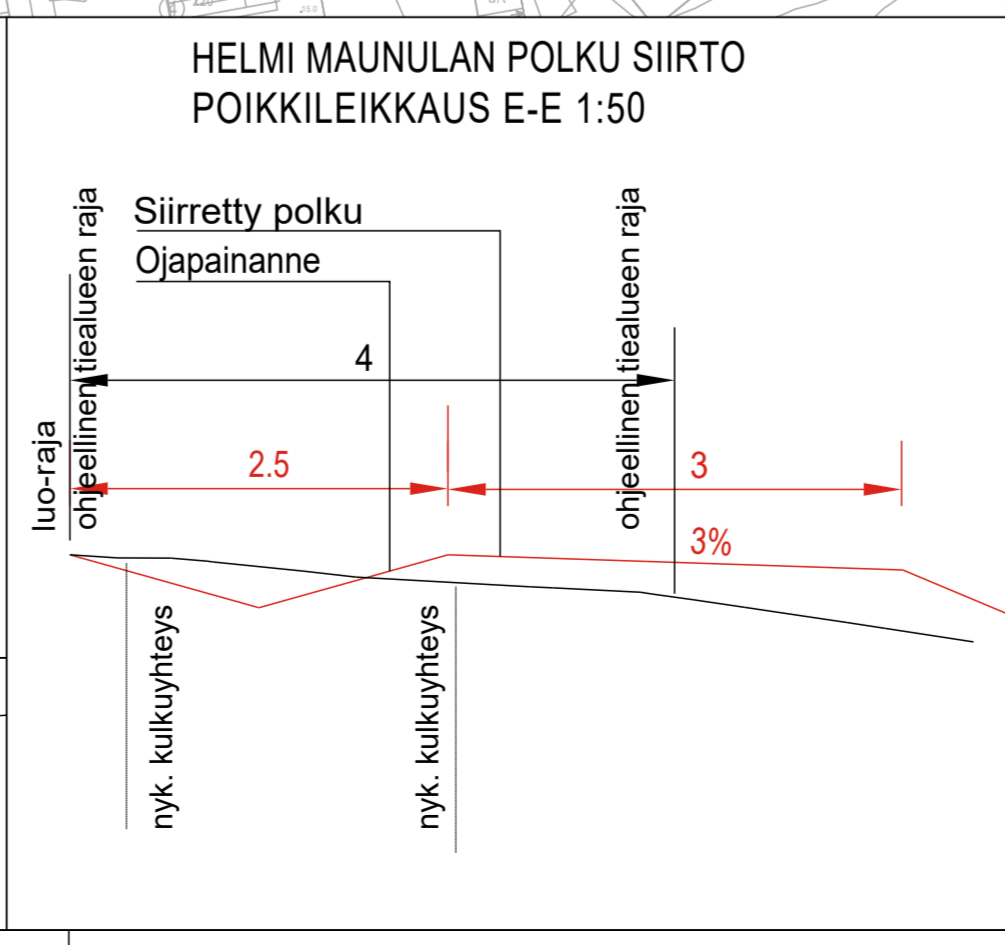 HELMI MAUNULAN POLKU SIIRTO
POIKKILEIKKAUS E-E 1:50
Siirretty polku
Ojapainanne
luo-raja
ohjeellinen tiealueen raja
ohjeellinen tiealueen raja
4
2.5
3
3%
nyk. kulkuyhteys
nyk. kulkuyhteys